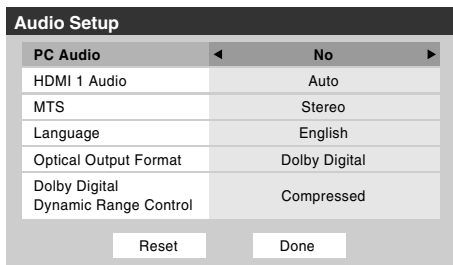 Audio Setup
PC Audio ◀ No ▶
HDMI 1 Audio Auto
MTS Stereo
Language English
Optical Output Format Dolby Digital
Dolby Digital
Dynamic Range Control Compressed
Reset Done